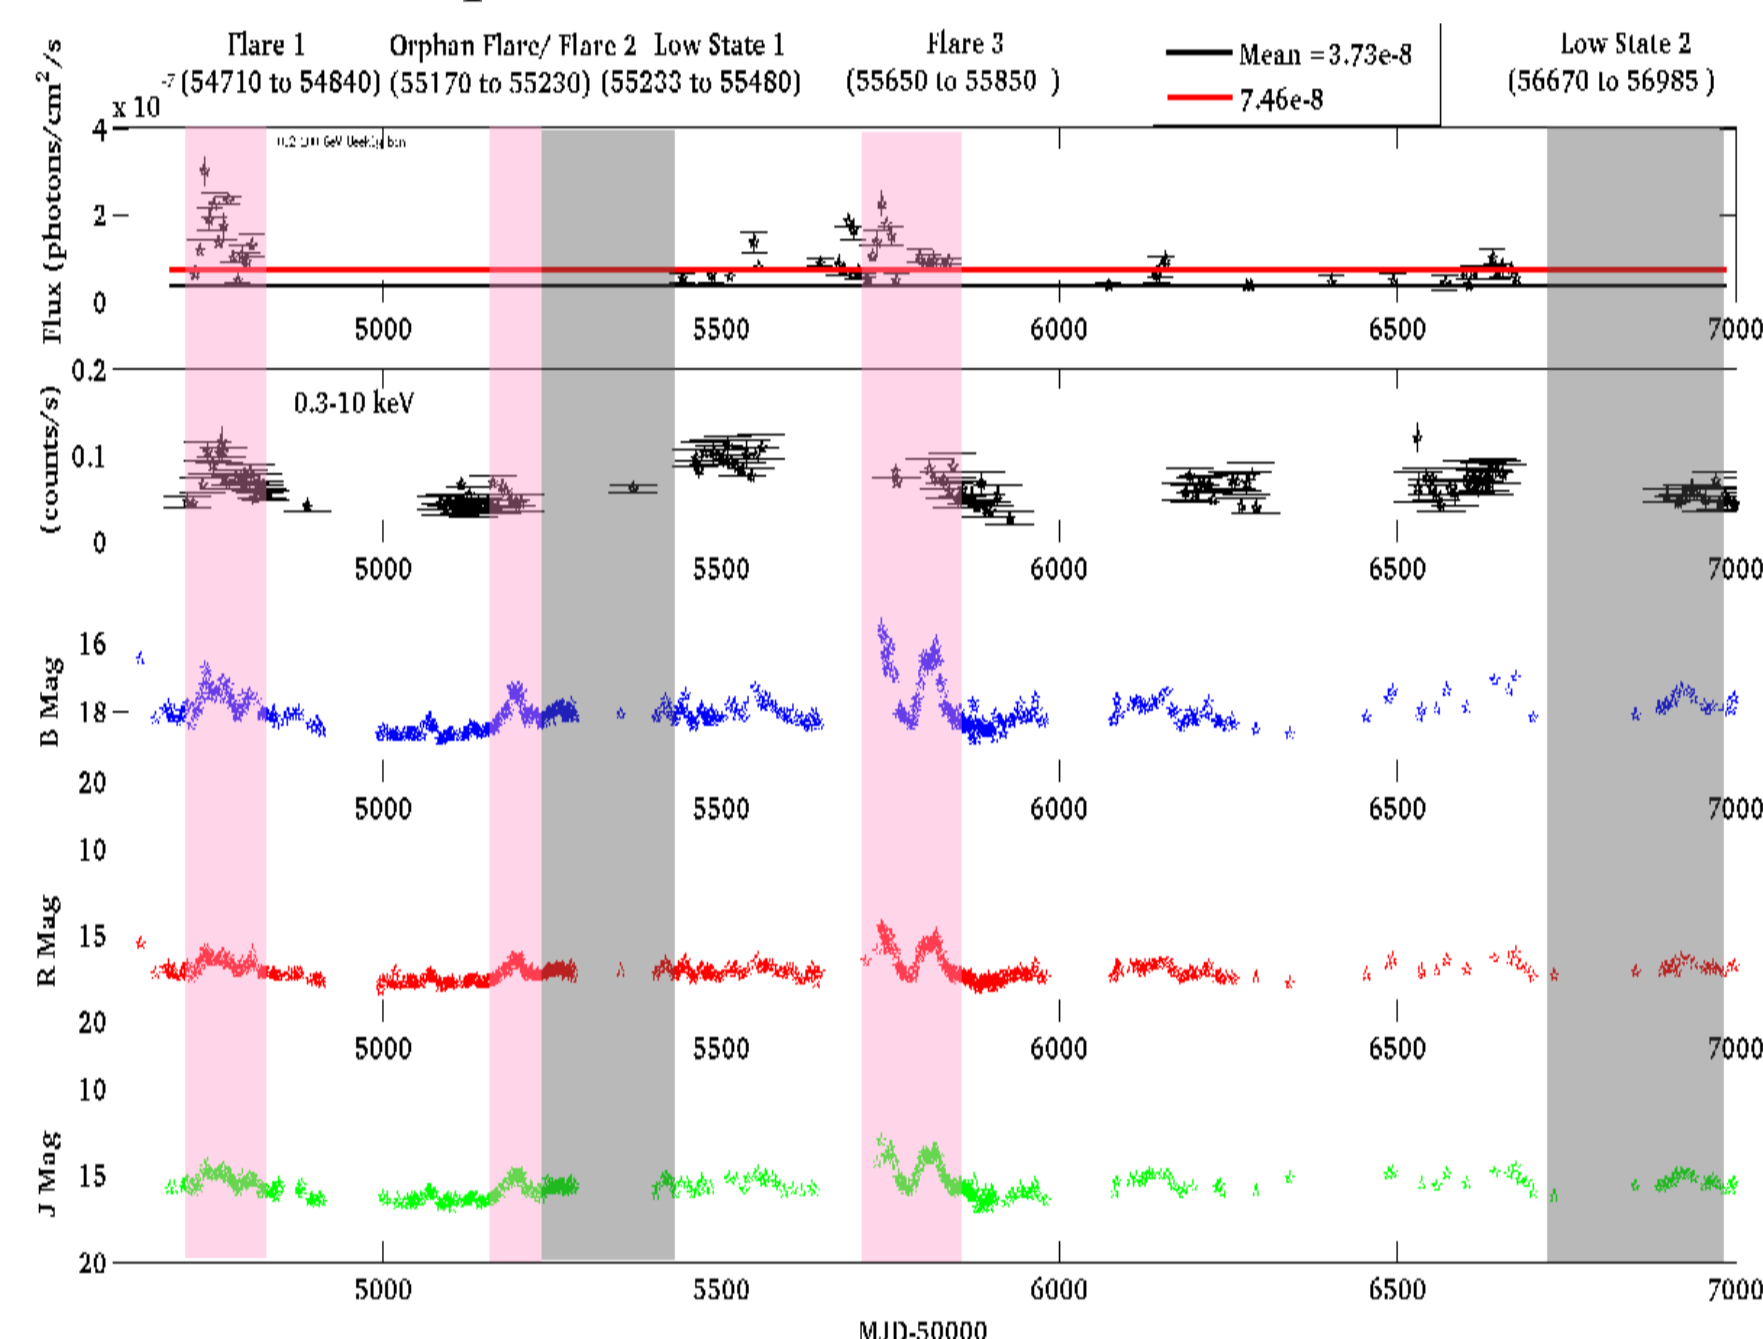 Flare 1 Orphan Flare/ Flare 2 Low State 1 Flare 3 Mean =3.73e-8 Low State 2
(54710 to 54840) (55170 to 55230) (55233 to 55480) (55650 to 55850 ) 7.46e-8 (56670 to 56985 )
x 10 -7
Flux (photons/cm2/s
4
2
0
5000 5500 6000 6500 7000
(counts/s)
0.3-10 keV
0.2
0.1
0
5000 5500 6000 6500 7000
B Mag
16
18
20
5000 5500 6000 6500 7000
R Mag
10
15
20
5000 5500 6000 6500 7000
J Mag
10
15
20
5000 5500 6000 6500 7000
MJD-50000